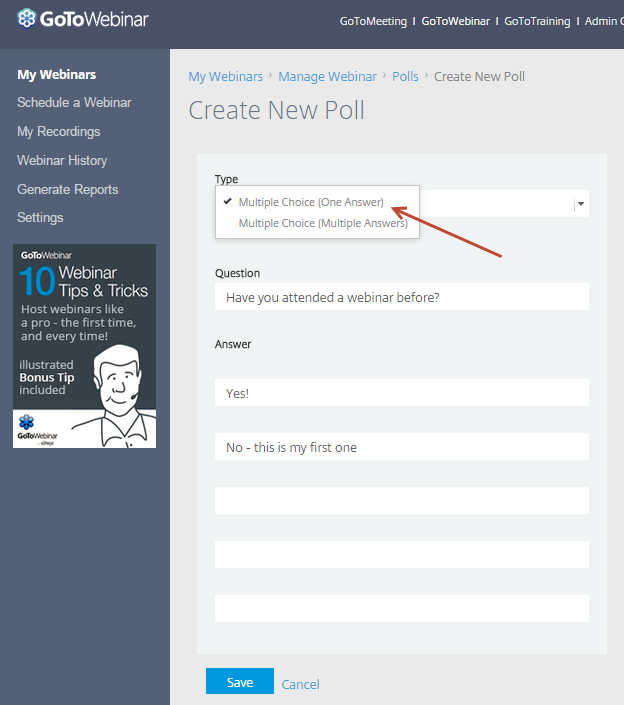 GoToWebinar
GoToMeeting | GoToWebinar | GoToTraining | Admin
My Webinars
Schedule a Webinar
My Recordings
Webinar History
Generate Reports
Settings
GoToWebinar
10 Webinar
Tips & Tricks
Host webinars like
a pro - the first time,
and every time!
illustrated
Bonus Tip
included
GoToWebinar
My Webinars › Manage Webinar › Polls › Create New Poll
Create New Poll
Type
✔ Multiple Choice (One Answer)
Multiple Choice (Multiple Answers)
Question
Have you attended a webinar before?
Answer
Yes!
No - this is my first one
Save
Cancel